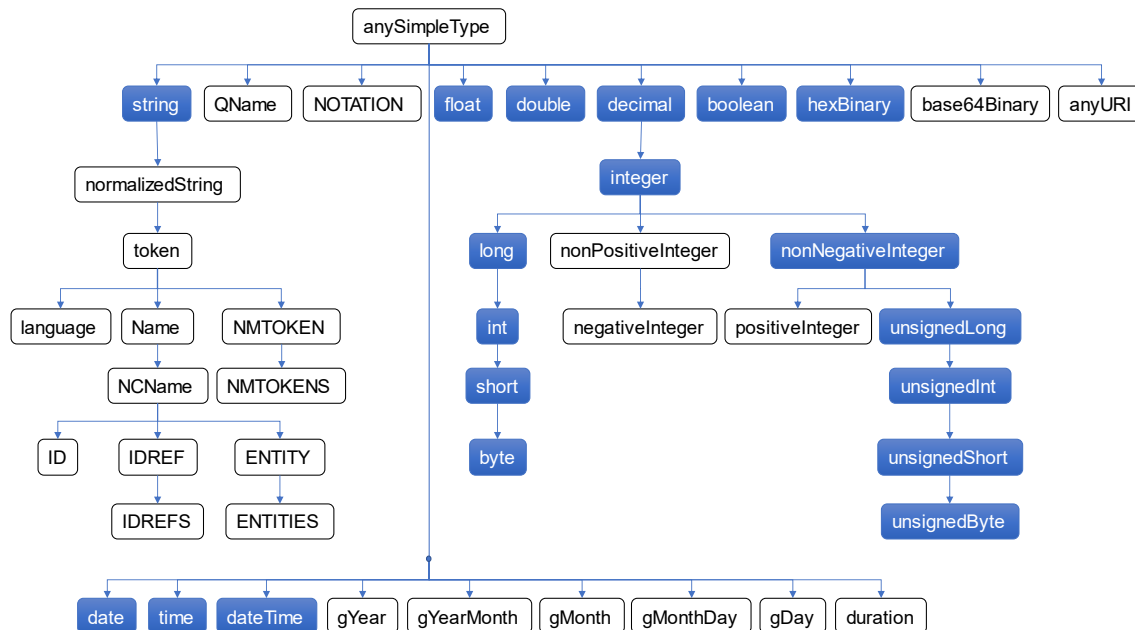 anySimpleType
string QName NOTATION float double decimal boolean hexBinary base64Binary anyURI
normalizedString integer
token long nonPositiveInteger nonNegativeInteger
language Name NMTOKEN int negativeInteger positiveInteger unsignedLong
NCName NMTOKENS short unsignedInt
ID IDREF ENTITY byte unsignedShort
IDREFS ENTITIES unsignedByte
date time dateTime gYear gYearMonth gMonth gMonthDay gDay duration